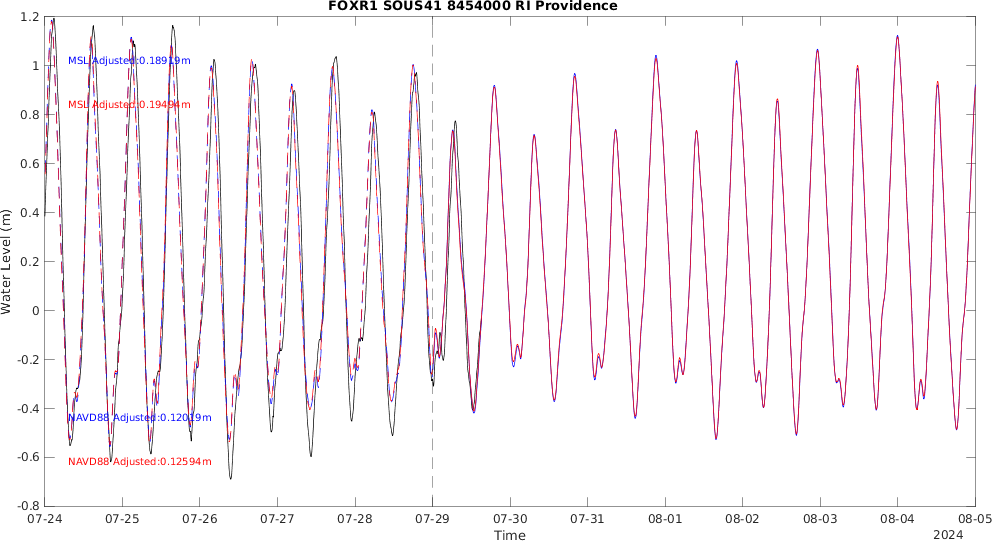 FOXR1 SOUS41 8454000 RI Providence
1.2
1
0.8
0.6
0.4
0.2
0
-0.2
-0.4
-0.6
-0.8
Water Level (m)
MSL Adjusted:0.18919m
MSL Adjusted:0.19494m
NAVD88 Adjusted:0.12019m
NAVD88 Adjusted:0.12594m
07-24 07-25 07-26 07-27 07-28 07-29 07-30 07-31 08-01 08-02 08-03 08-04 08-05
Time
2024